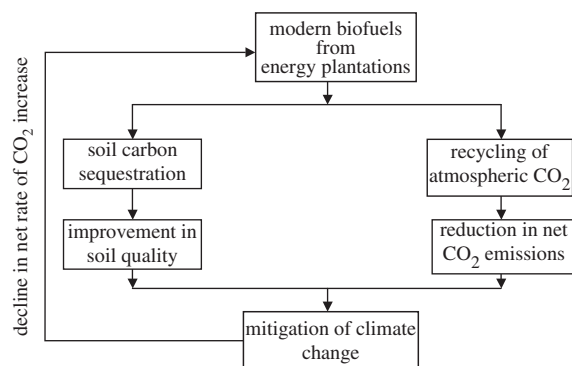 modern biofuels
from
energy plantations
decline in net rate of CO₂ increase
soil carbon
sequestration
recycling of
atmospheric CO₂
improvement in
soil quality
reduction in net
CO₂ emissions
mitigation of climate
change